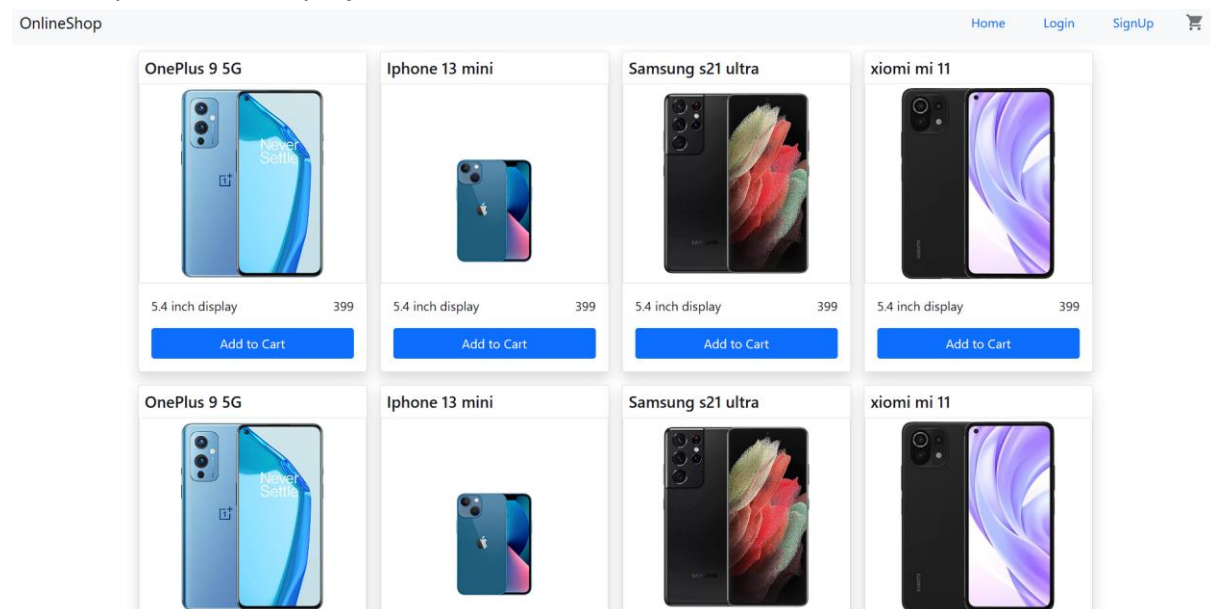 OnlineShop Home Login SignUp
OnePlus 9 5G Iphone 13 mini Samsung s21 ultra xiomi mi 11
Never
Settle
5.4 inch display 399 5.4 inch display 399 5.4 inch display 399 5.4 inch display 399
Add to Cart Add to Cart Add to Cart Add to Cart
OnePlus 9 5G Iphone 13 mini Samsung s21 ultra xiomi mi 11
Never
Settle